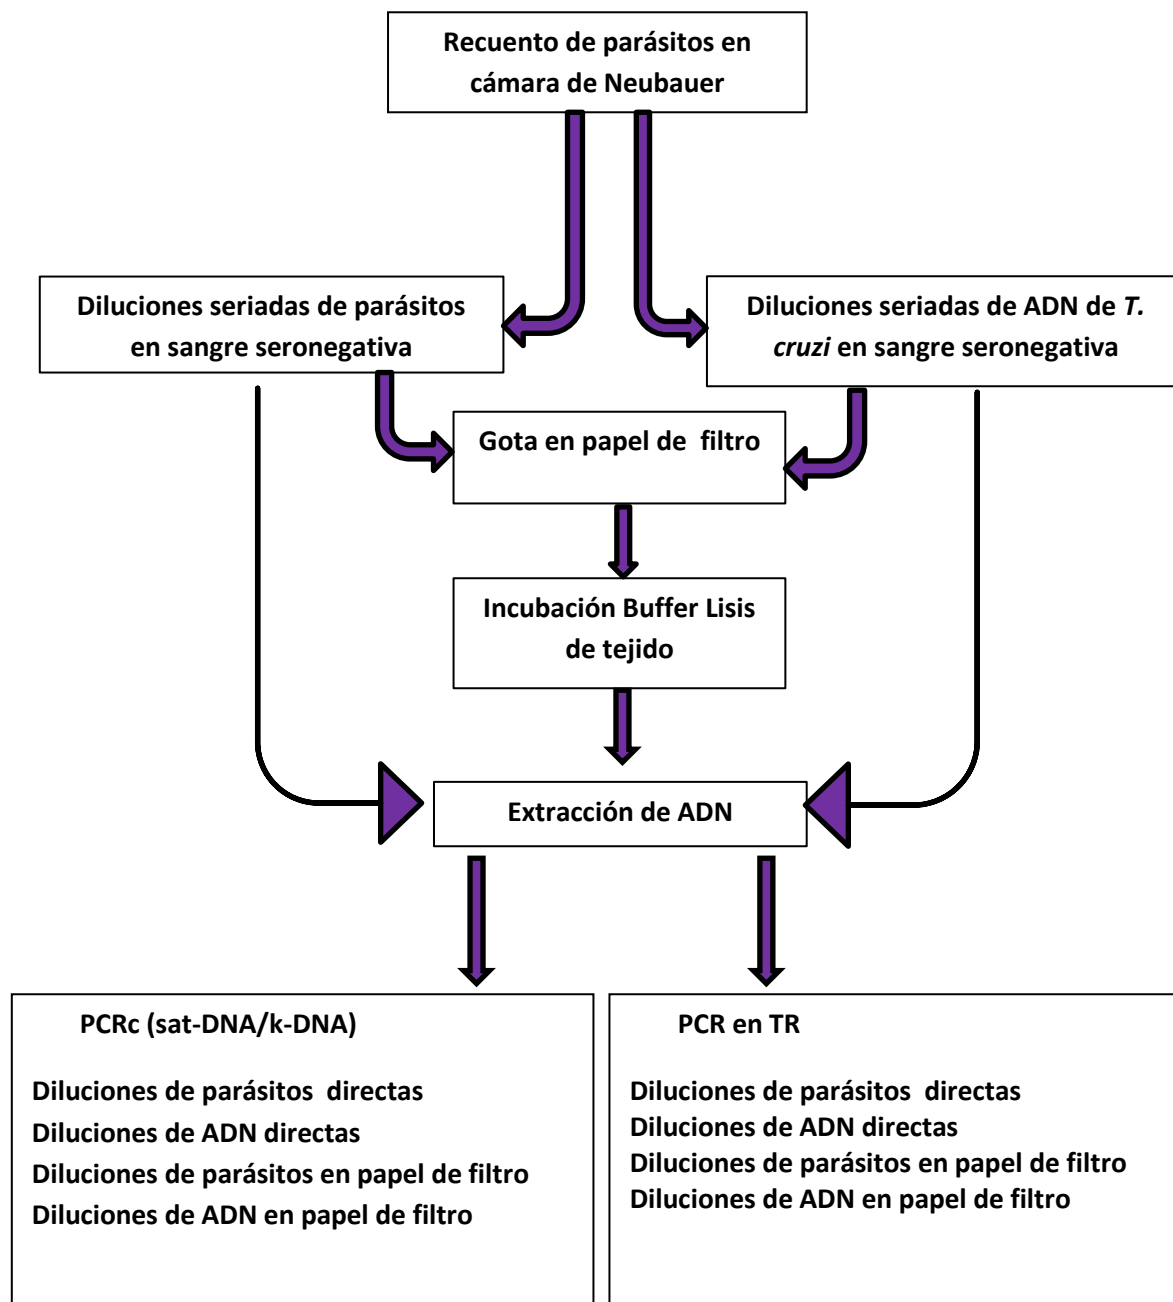 Recuento de parásitos en
cámara de Neubauer
Diluciones seriadas de parásitos
en sangre seronegativa
Diluciones seriadas de ADN de T.
cruzi en sangre seronegativa
Gota en papel de  filtro
Incubación Buffer Lisis
de tejido
Extracción de ADN
PCRc (sat-DNA/k-DNA)
Diluciones de parásitos  directas
Diluciones de ADN directas
Diluciones de parásitos en papel de filtro
Diluciones de ADN en papel de filtro
PCR en TR
Diluciones de parásitos  directas
Diluciones de ADN directas
Diluciones de parásitos en papel de filtro
Diluciones de ADN en papel de filtro